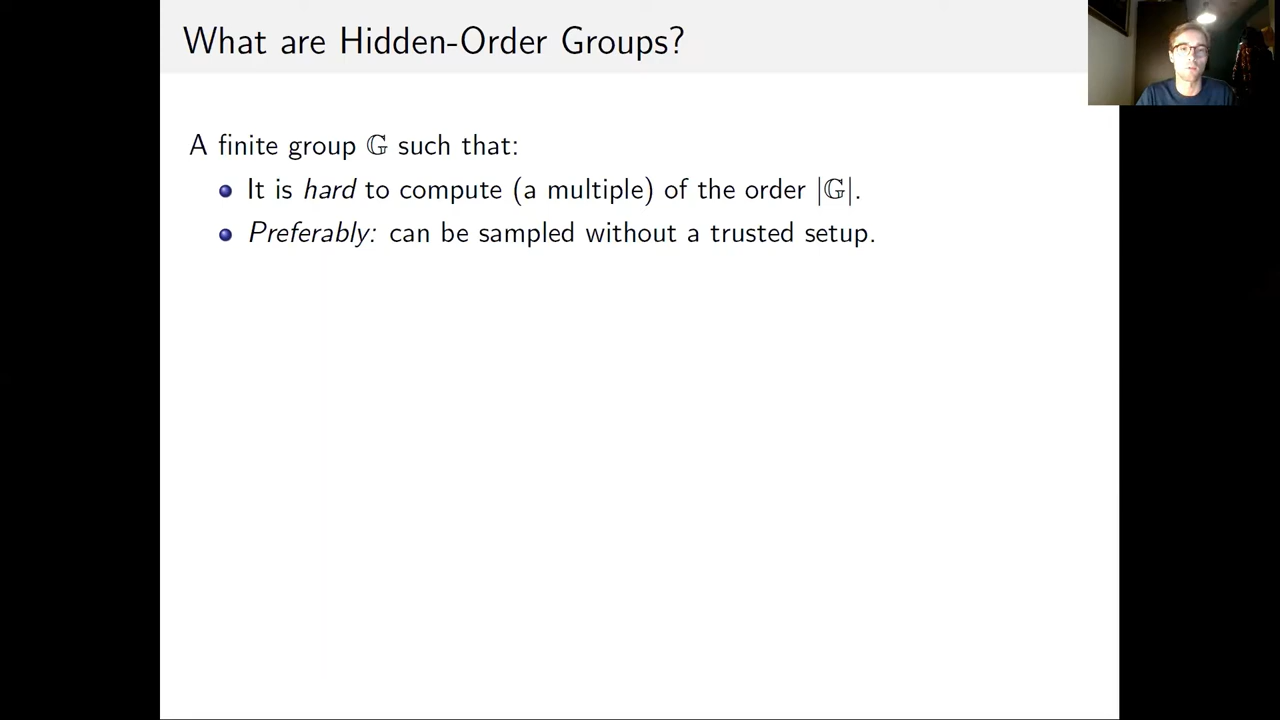 What are Hidden-Order Groups?
A finite group 𝔾 such that:
It is hard to compute (a multiple) of the order |𝔾|.
Preferably: can be sampled without a trusted setup.